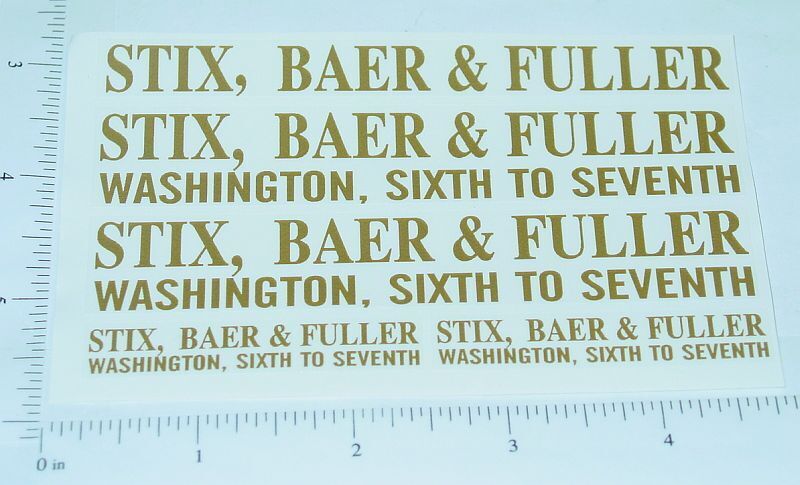 STIX, BAER & FULLER
STIX, BAER & FULLER
WASHINGTON, SIXTH TO SEVENTH
STIX, BAER & FULLER
WASHINGTON, SIXTH TO SEVENTH
STIX, BAER & FULLER
WASHINGTON, SIXTH TO SEVENTH
STIX, BAER & FULLER
WASHINGTON, SIXTH TO SEVENTH
3
4
5
0 in
1
2
3
4